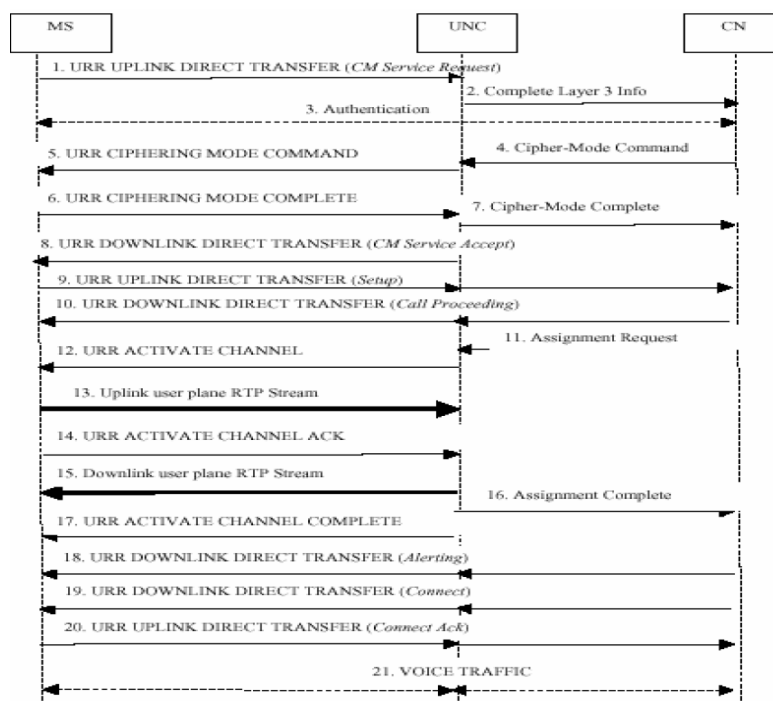 MS UNC CN
1. URR UPLINK DIRECT TRANSFER (CM Service Request)
2. Complete Layer 3 Info
3. Authentication
4. Cipher-Mode Command
5. URR CIPHERING MODE COMMAND
6. URR CIPHERING MODE COMPLETE
7. Cipher-Mode Complete
8. URR DOWNLINK DIRECT TRANSFER (CM Service Accept)
9. URR UPLINK DIRECT TRANSFER (Setup)
10. URR DOWNLINK DIRECT TRANSFER (Call Proceeding)
11. Assignment Request
12. URR ACTIVATE CHANNEL
13. Uplink user plane RTP Stream
14. URR ACTIVATE CHANNEL ACK
15. Downlink user plane RTP Stream
16. Assignment Complete
17. URR ACTIVATE CHANNEL COMPLETE
18. URR DOWNLINK DIRECT TRANSFER (Alerting)
19. URR DOWNLINK DIRECT TRANSFER (Connect)
20. URR UPLINK DIRECT TRANSFER (Connect Ack)
21. VOICE TRAFFIC